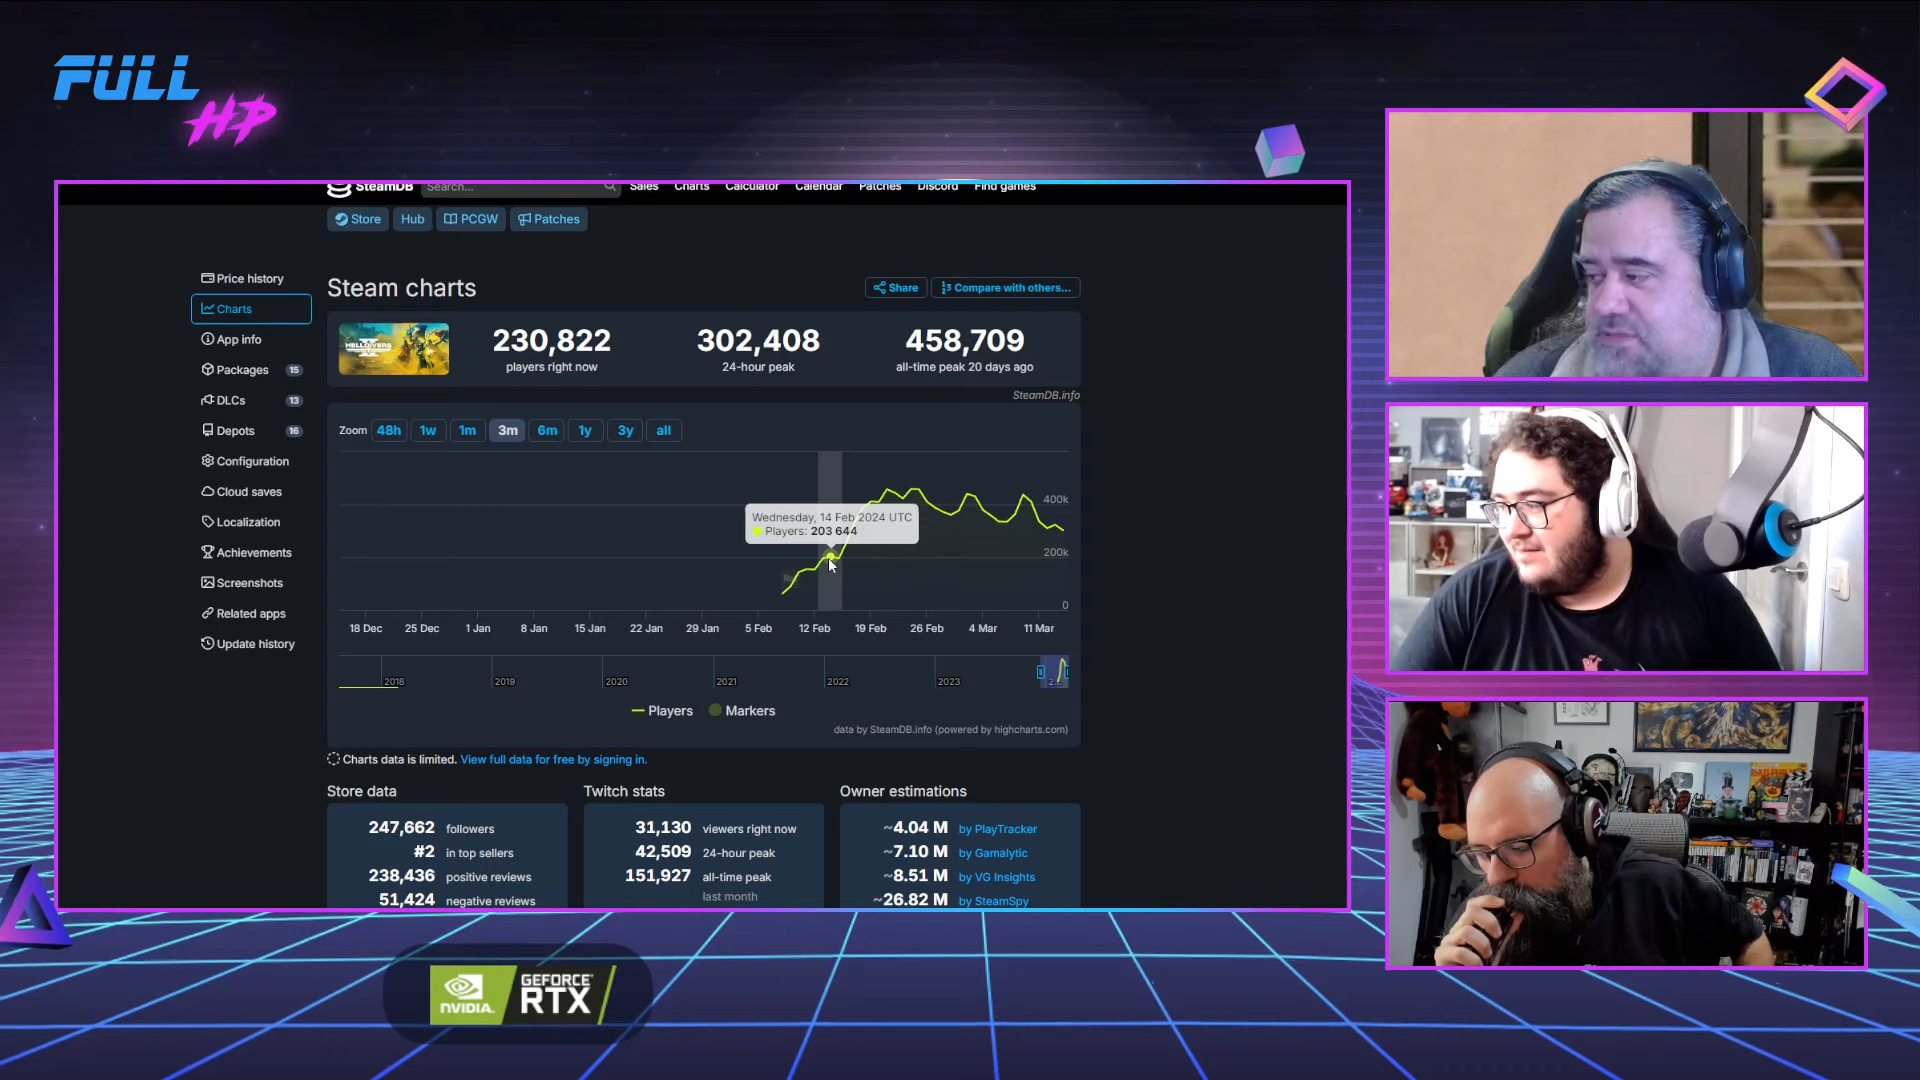 FULL
HP
SteamDB Search... Sales Charts Calculator Calendar Patches Discord Find games
Store Hub PCGW Patches
Price history
Charts
App info
Packages 15
DLCs 13
Depots 16
Configuration
Cloud saves
Localization
Achievements
Screenshots
Related apps
Update history
Steam charts
Share Compare with others...
HELLDIVERS II
230,822 302,408 458,709
players right now 24-hour peak all-time peak 20 days ago
SteamDB.info
Zoom 48h 1w 1m 3m 6m 1y 3y all
400k
Wednesday, 14 Feb 2024 UTC
Players: 203 644
200k
0
18 Dec 25 Dec 1 Jan 8 Jan 15 Jan 22 Jan 29 Jan 5 Feb 12 Feb 19 Feb 26 Feb 4 Mar 11 Mar
2018 2019 2020 2021 2022 2023
Players Markers
data by SteamDB.info (powered by highcharts.com)
Charts data is limited. View full data for free by signing in.
Store data
247,662 followers
#2 in top sellers
238,436 positive reviews
51,424 negative reviews
Twitch stats
31,130 viewers right now
42,509 24-hour peak
151,927 all-time peak
last month
Owner estimations
~4.04 M by PlayTracker
~7.10 M by Gamalytic
~8.51 M by VG Insights
~26.82 M by SteamSpy
NVIDIA. GEFORCE RTX